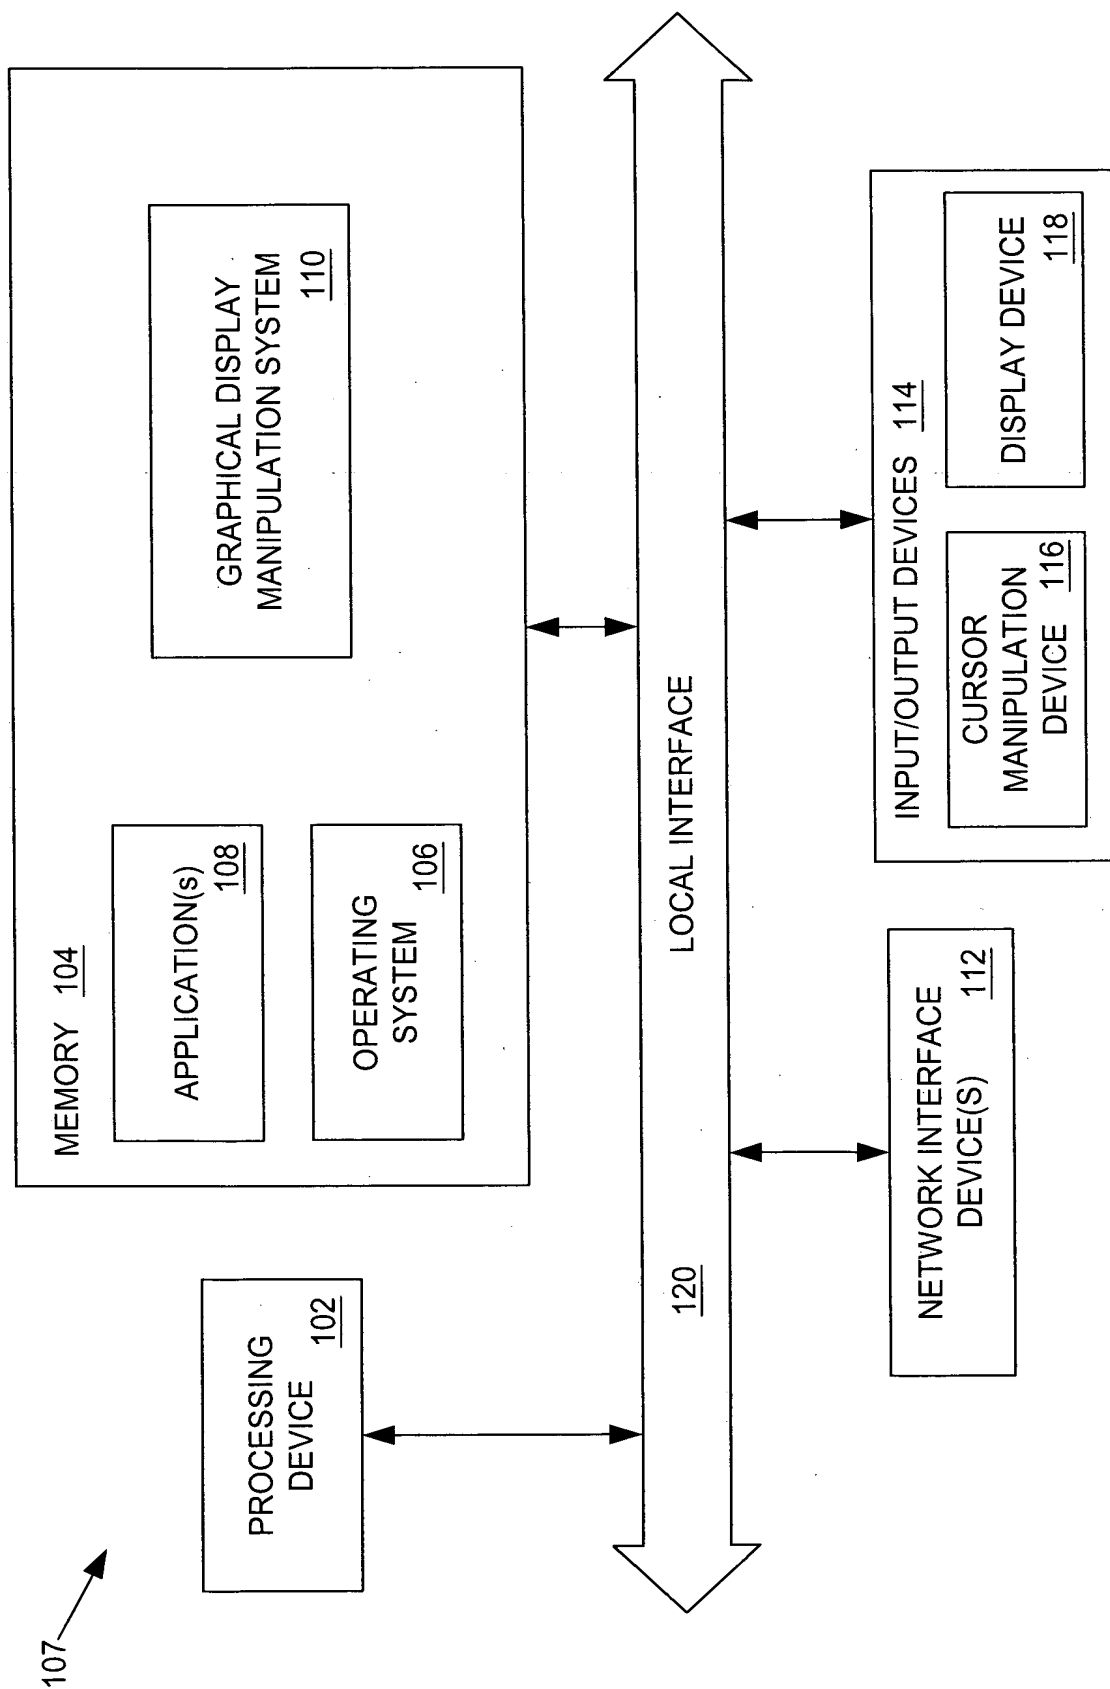 107
PROCESSING
DEVICE
102
MEMORY 104
APPLICATION(s)
108
OPERATING
SYSTEM
106
GRAPHICAL DISPLAY
MANIPULATION SYSTEM
110
120
LOCAL INTERFACE
NETWORK INTERFACE
DEVICE(S)
112
INPUT/OUTPUT DEVICES 114
CURSOR
MANIPULATION
DEVICE 116
DISPLAY DEVICE
118